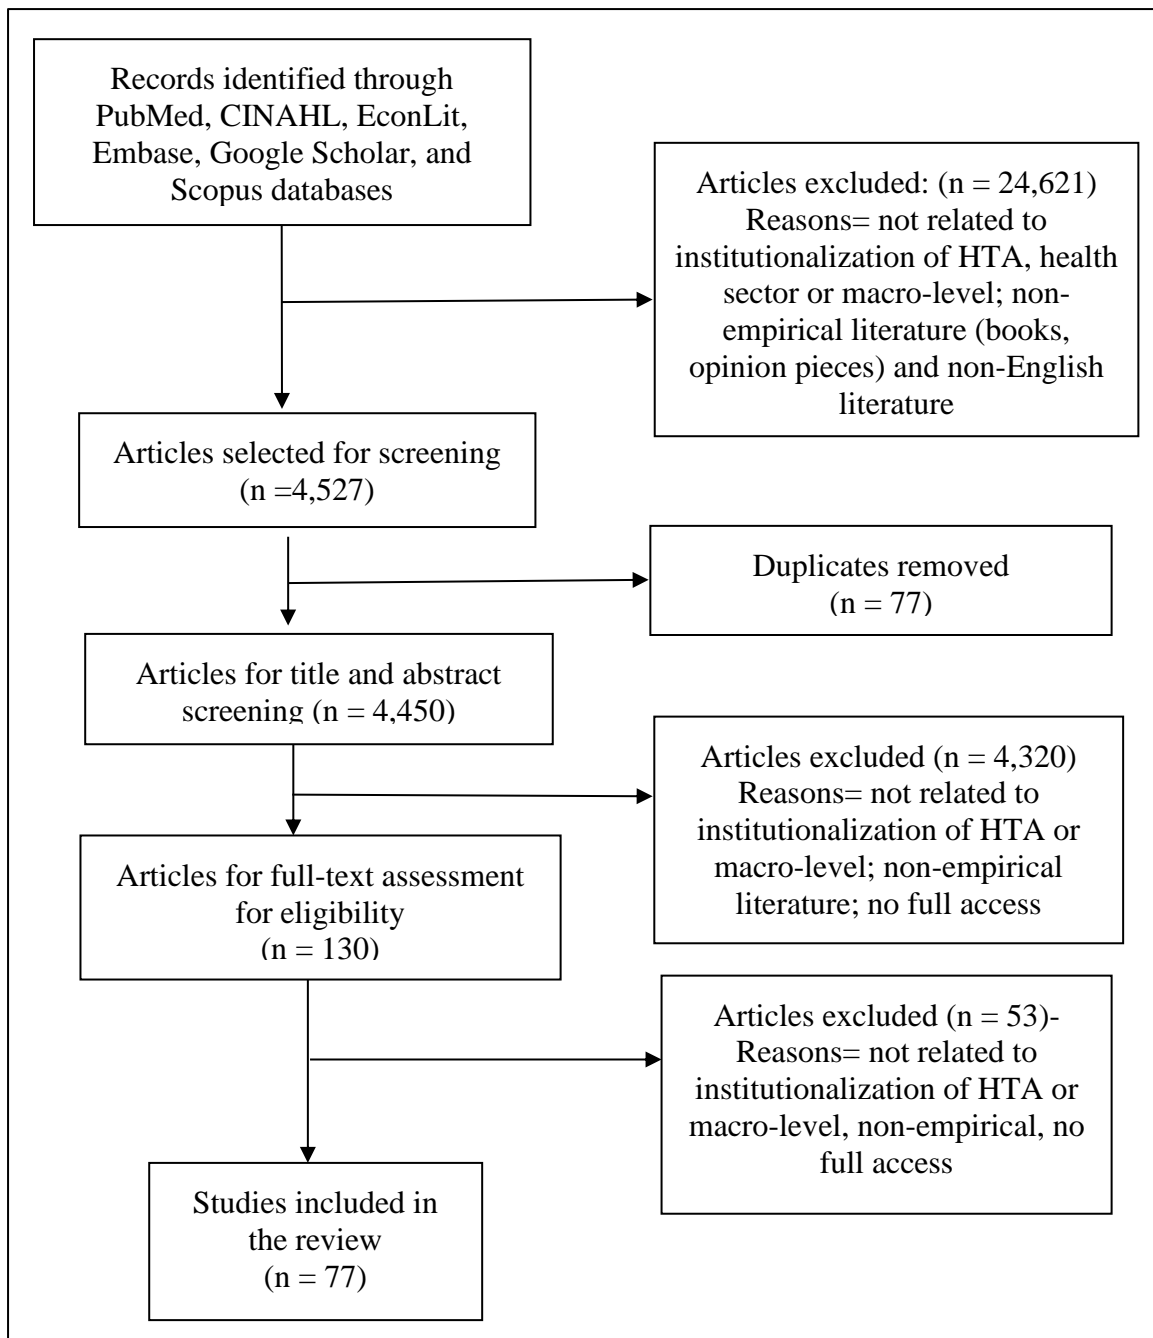 Records identified through
PubMed, CINAHL, EconLit,
Embase, Google Scholar, and
Scopus databases
Articles excluded: (n = 24,621)
Reasons= not related to
institutionalization of HTA, health
sector or macro-level; non-
empirical literature (books,
opinion pieces) and non-English
literature
Articles selected for screening
(n =4,527)
Duplicates removed
(n = 77)
Articles for title and abstract
screening (n = 4,450)
Articles excluded (n = 4,320)
Reasons= not related to
institutionalization of HTA or
macro-level; non-empirical
literature; no full access
Articles for full-text assessment
for eligibility
(n = 130)
Articles excluded (n = 53)-
Reasons= not related to
institutionalization of HTA or
macro-level, non-empirical, no
full access
Studies included in
the review
(n = 77)